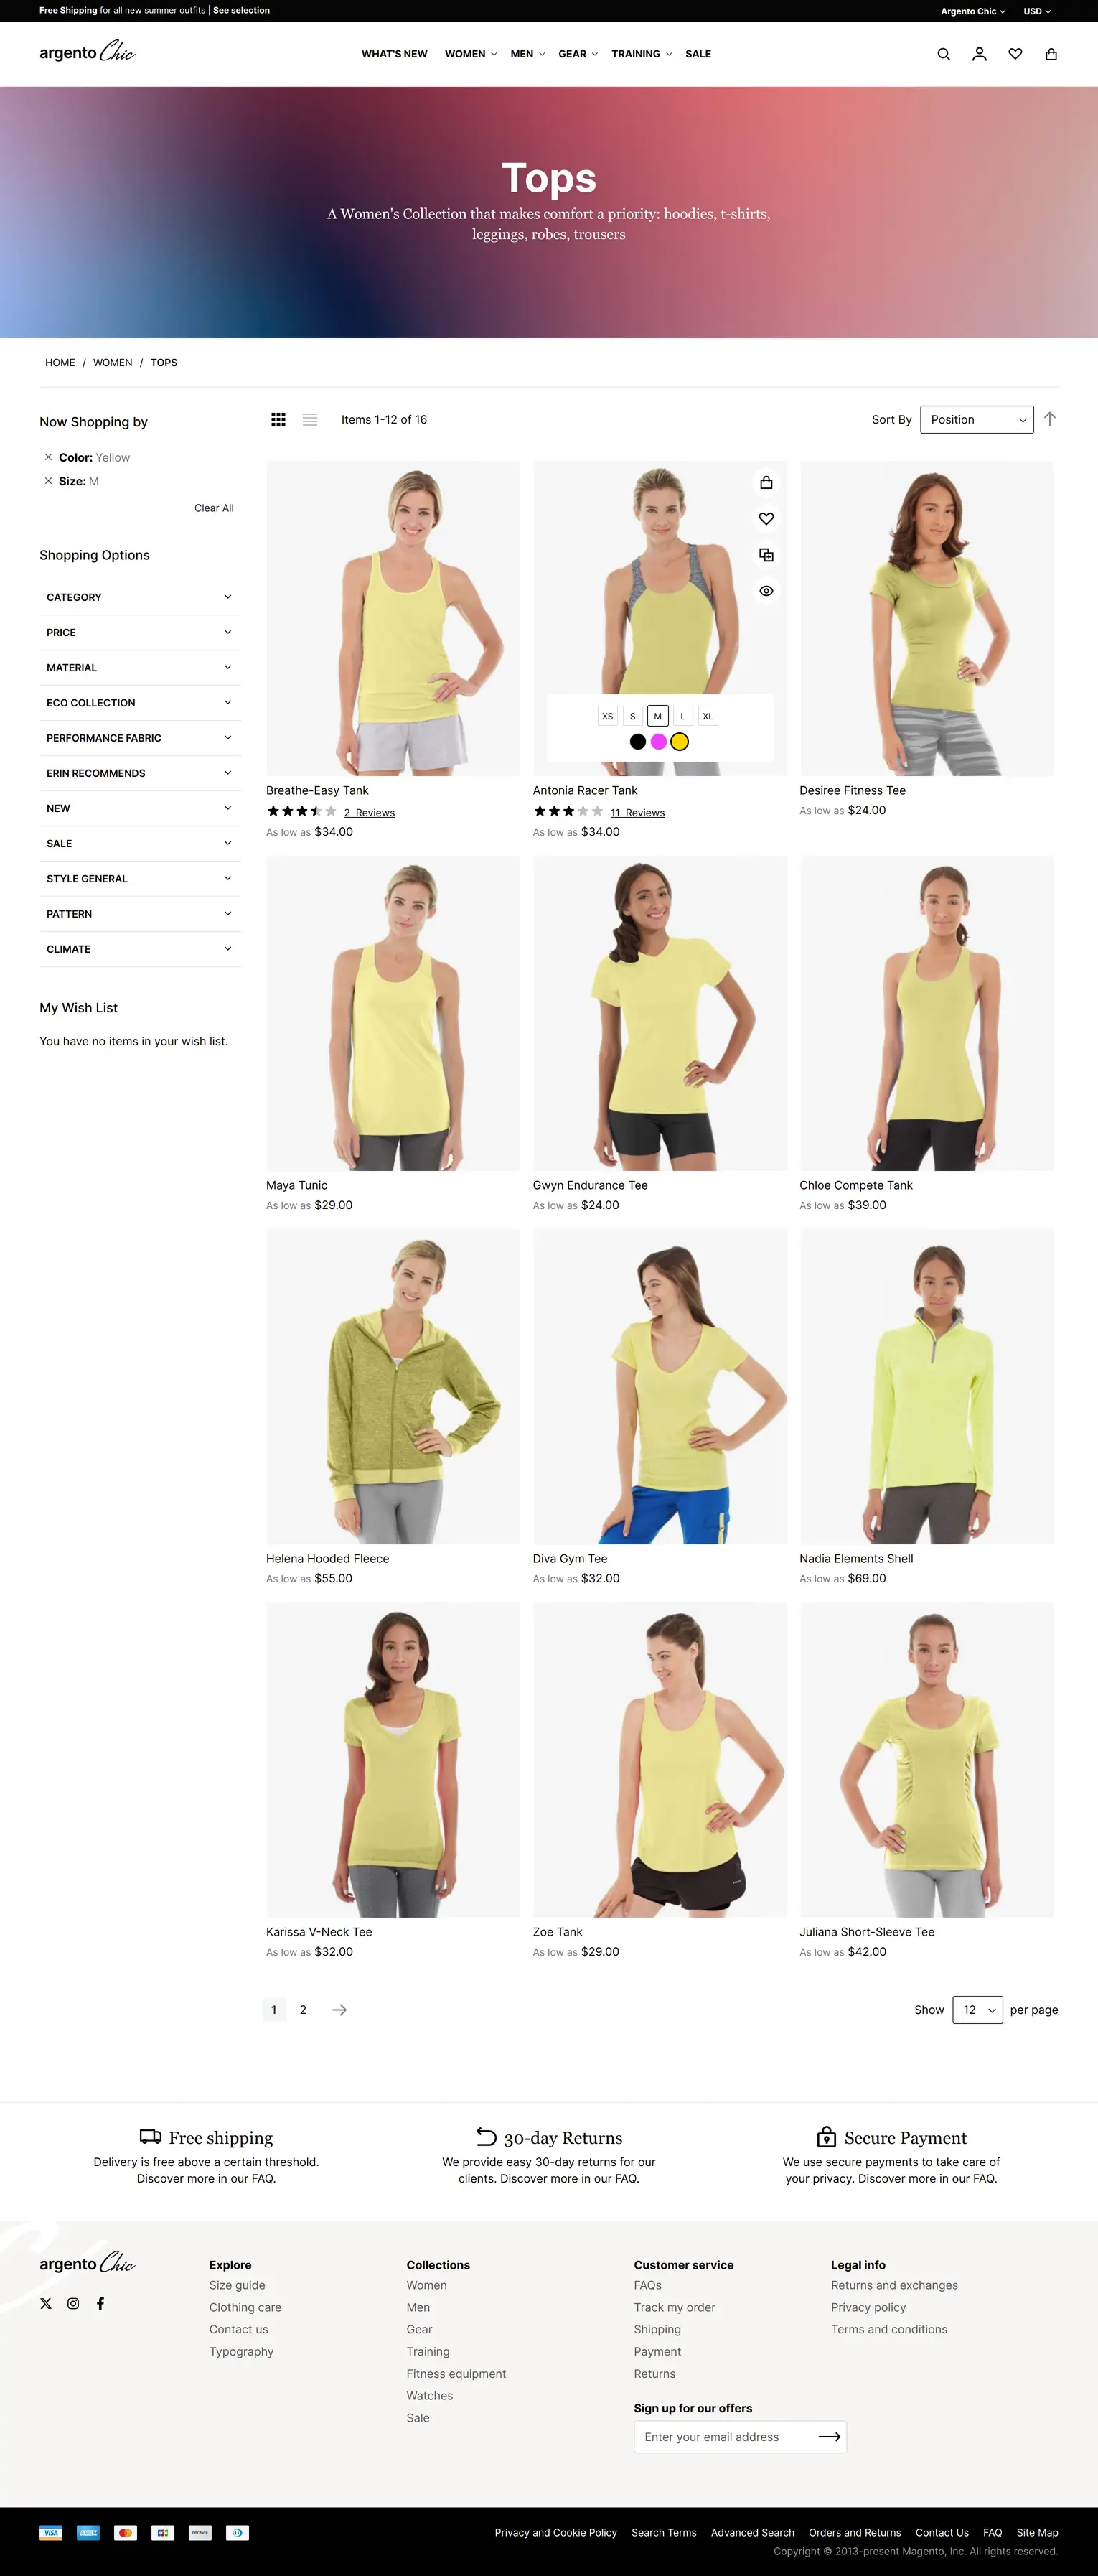 Free Shipping for all new summer outfits | See selection
Argento Chic
USD
argento Chic
WHAT'S NEW WOMEN MEN GEAR TRAINING SALE
Tops
A Women's Collection that makes comfort a priority: hoodies, t-shirts,
leggings, robes, trousers
HOME / WOMEN / TOPS
Now Shopping by
Color: Yellow
Size: M
Clear All
Shopping Options
CATEGORY
PRICE
MATERIAL
ECO COLLECTION
PERFORMANCE FABRIC
ERIN RECOMMENDS
NEW
SALE
STYLE GENERAL
PATTERN
CLIMATE
My Wish List
You have no items in your wish list.
Items 1-12 of 16
Sort By Position
XS S M L XL
Breathe-Easy Tank
2 Reviews
As low as $34.00
Antonia Racer Tank
11 Reviews
As low as $34.00
Desiree Fitness Tee
As low as $24.00
Maya Tunic
As low as $29.00
Gwyn Endurance Tee
As low as $24.00
Chloe Compete Tank
As low as $39.00
Helena Hooded Fleece
As low as $55.00
Diva Gym Tee
As low as $32.00
Nadia Elements Shell
As low as $69.00
Karissa V-Neck Tee
As low as $32.00
Zoe Tank
As low as $29.00
Juliana Short-Sleeve Tee
As low as $42.00
1 2
Show 12 per page
Free shipping
Delivery is free above a certain threshold.
Discover more in our FAQ.
30-day Returns
We provide easy 30-day returns for our
clients. Discover more in our FAQ.
Secure Payment
We use secure payments to take care of
your privacy. Discover more in our FAQ.
argento Chic
Explore
Size guide
Clothing care
Contact us
Typography
Collections
Women
Men
Gear
Training
Fitness equipment
Watches
Sale
Customer service
FAQs
Track my order
Shipping
Payment
Returns
Legal info
Returns and exchanges
Privacy policy
Terms and conditions
Sign up for our offers
Enter your email address
VISA
JCB
Privacy and Cookie Policy Search Terms Advanced Search Orders and Returns Contact Us FAQ Site Map
Copyright © 2013-present Magento, Inc. All rights reserved.